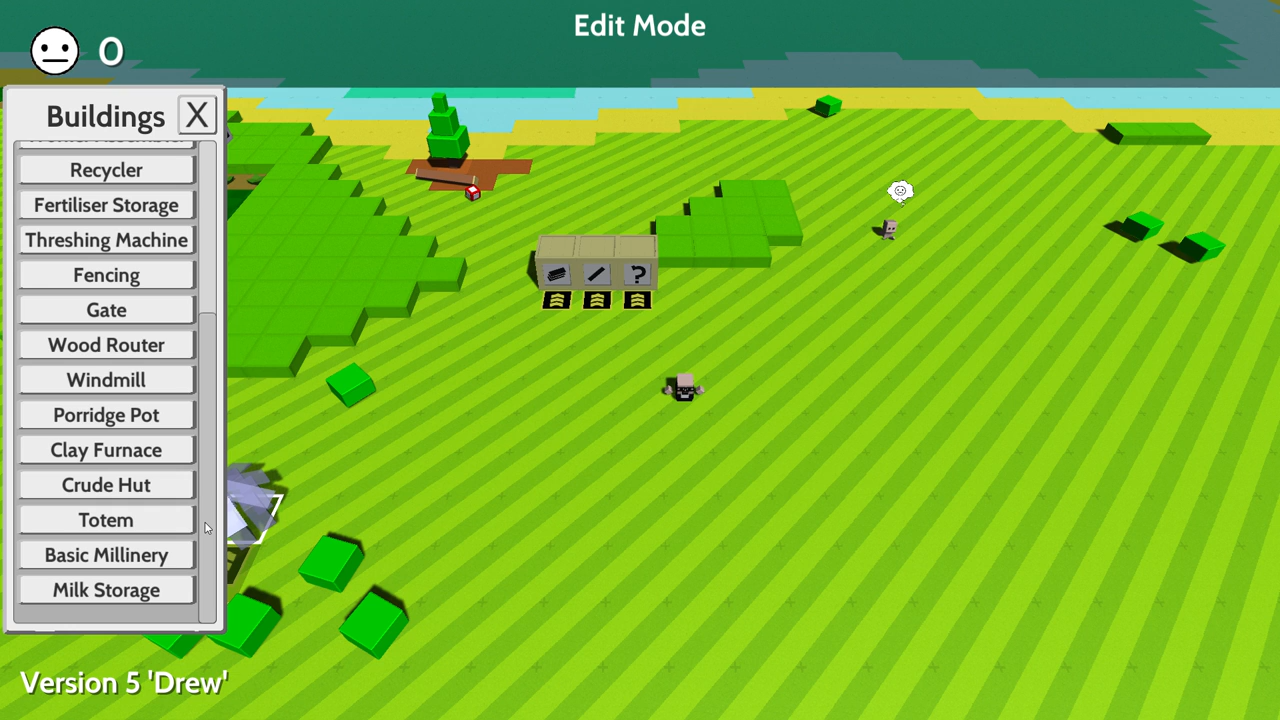 Edit Mode
0
Buildings X
Recycler
Fertiliser Storage
Threshing Machine
Fencing
Gate
Wood Router
Windmill
Porridge Pot
Clay Furnace
Crude Hut
Totem
Basic Millinery
Milk Storage
?
Version 5 'Drew'